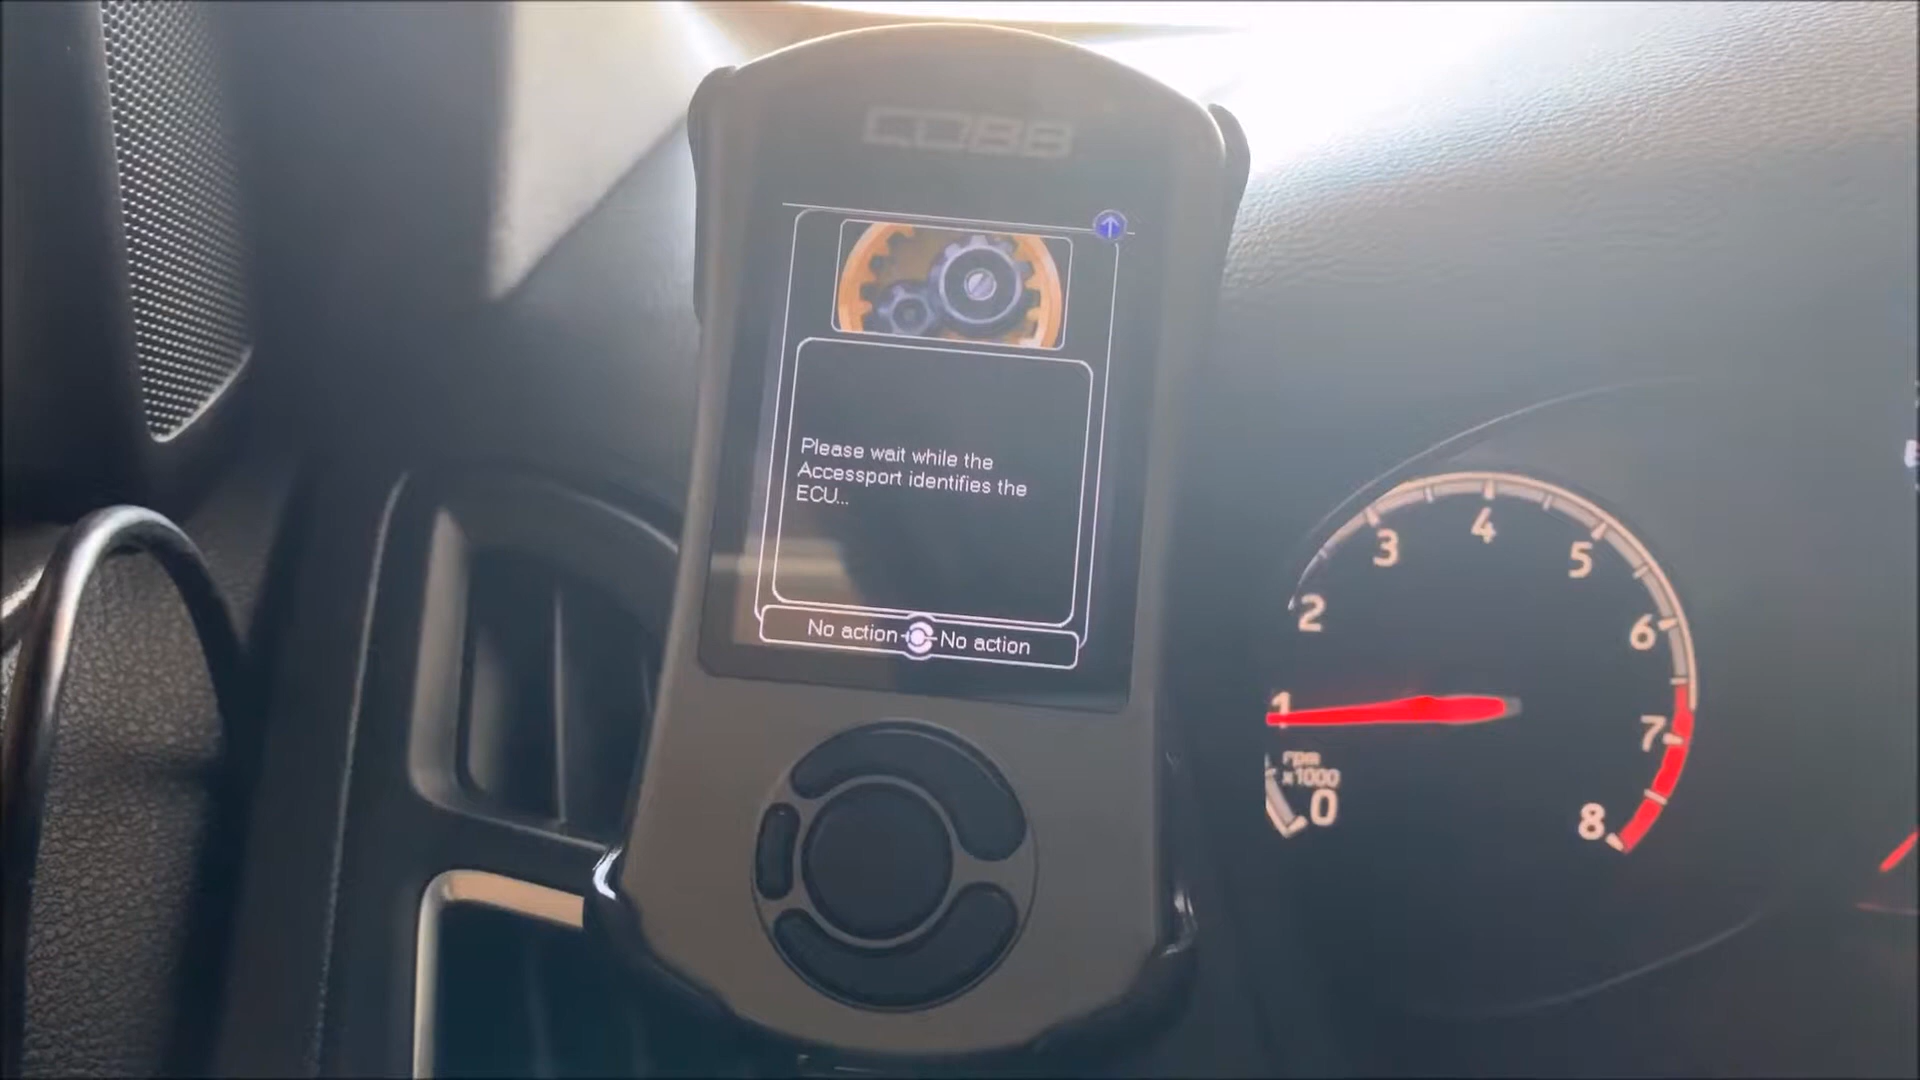 COBB
Please wait while the
Accessport identifies the
ECU...
No action
No action
0
1
2
3
4
5
6
7
8
rpm
x1000